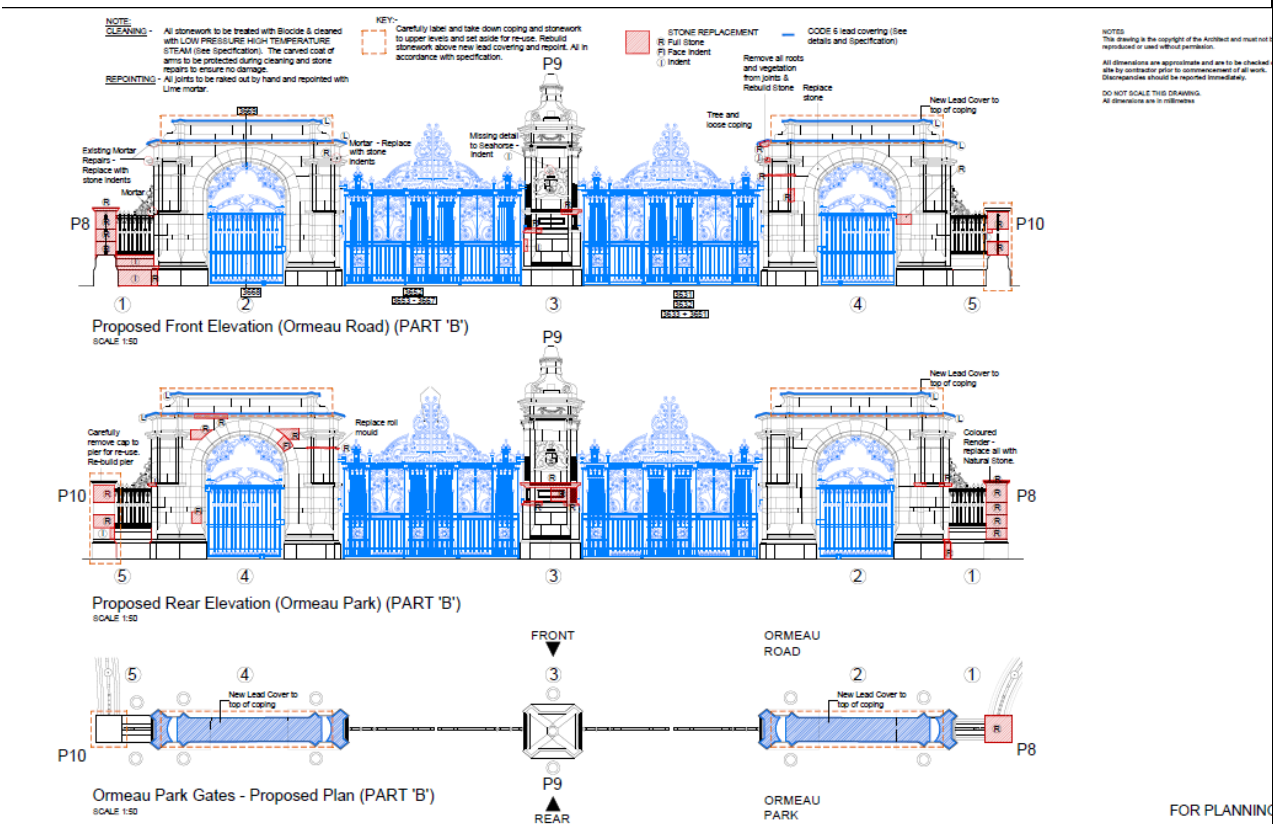 NOTE:
CLEANING - All stonework to be treated with Biocide & cleaned
with LOW PRESSURE HIGH TEMPERATURE
STEAM (See Specification). The carved coat of
arms to be protected during cleaning and stone
repairs to ensure no damage.
REPOINTING - All joints to be raked out by hand and repointed with
Lime mortar.
KEY:-
Carefully label and take down coping and stonework
to upper levels and set aside for re-use. Rebuild
stonework above new lead covering and repoint. All in
accordance with specification.
STONE REPLACEMENT
R Full Stone
FI Face Indent
I Indent
CODE 6 lead covering (See
details and Specification)
NOTES
This drawing is the copyright of the Architect and must not b
reproduced or used without permission.
All dimensions are approximate and are to be checked
site by contractor prior to commencement of all work.
Discrepancies should be reported immediately.
DO NOT SCALE THIS DRAWING.
All dimensions are in millimetres
P9
Remove all roots
and vegetation
from joints &
Rebuild Stone
Replace
stone
New Lead Cover to
top of coping
Tree and
loose coping
Missing detail
to Seahorse -
Indent I
Mortar - Replace
with stone
indents
Existing Mortar
Repairs -
Replace with
stone indents
Mortar
3669
L
L
L
L
R
R
R
R
P8
R
R
R
R
I
I
R
R
R
P10
3668
3652
3653 - 3667
3631
3632
3633 - 3651
1
2
3
4
5
Proposed Front Elevation (Ormeau Road) (PART 'B')
SCALE 1:50
P9
New Lead Cover to
top of coping
Carefully
remove cap to
pier for re-use.
Re-build pier
Replace roll
mould
Coloured
Render -
replace all with
Natural Stone.
L
L
L
R
R
FI
R
R
R
R
R
P10
R
R
I
R
R
R
R
R
R
P8
5
4
3
2
1
Proposed Rear Elevation (Ormeau Park) (PART 'B')
SCALE 1:50
FRONT
ORMEAU
ROAD
5
4
3
2
1
New Lead Cover to
top of coping
New Lead Cover to
top of coping
R
P10
P8
P9
REAR
ORMEAU
PARK
Ormeau Park Gates - Proposed Plan (PART 'B')
SCALE 1:50
FOR PLANNING